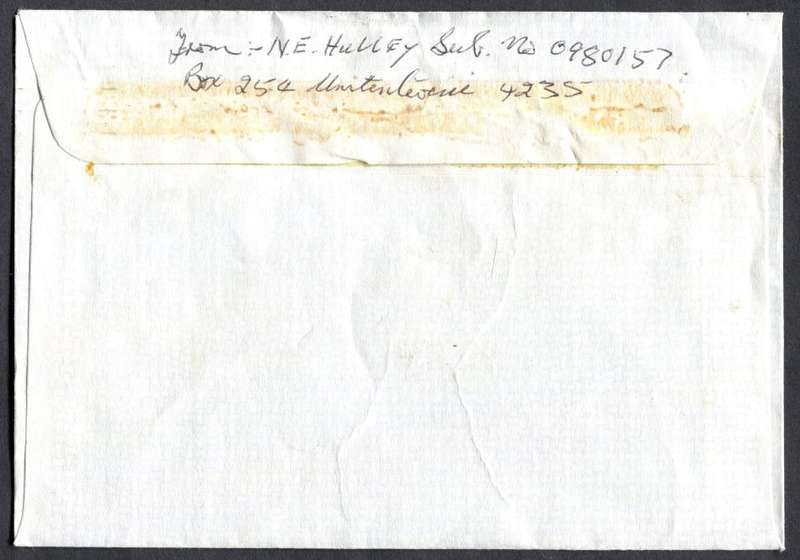 From :- N.E. Hulley Sub. No 0980157
Box 254 Umtentweni 4235